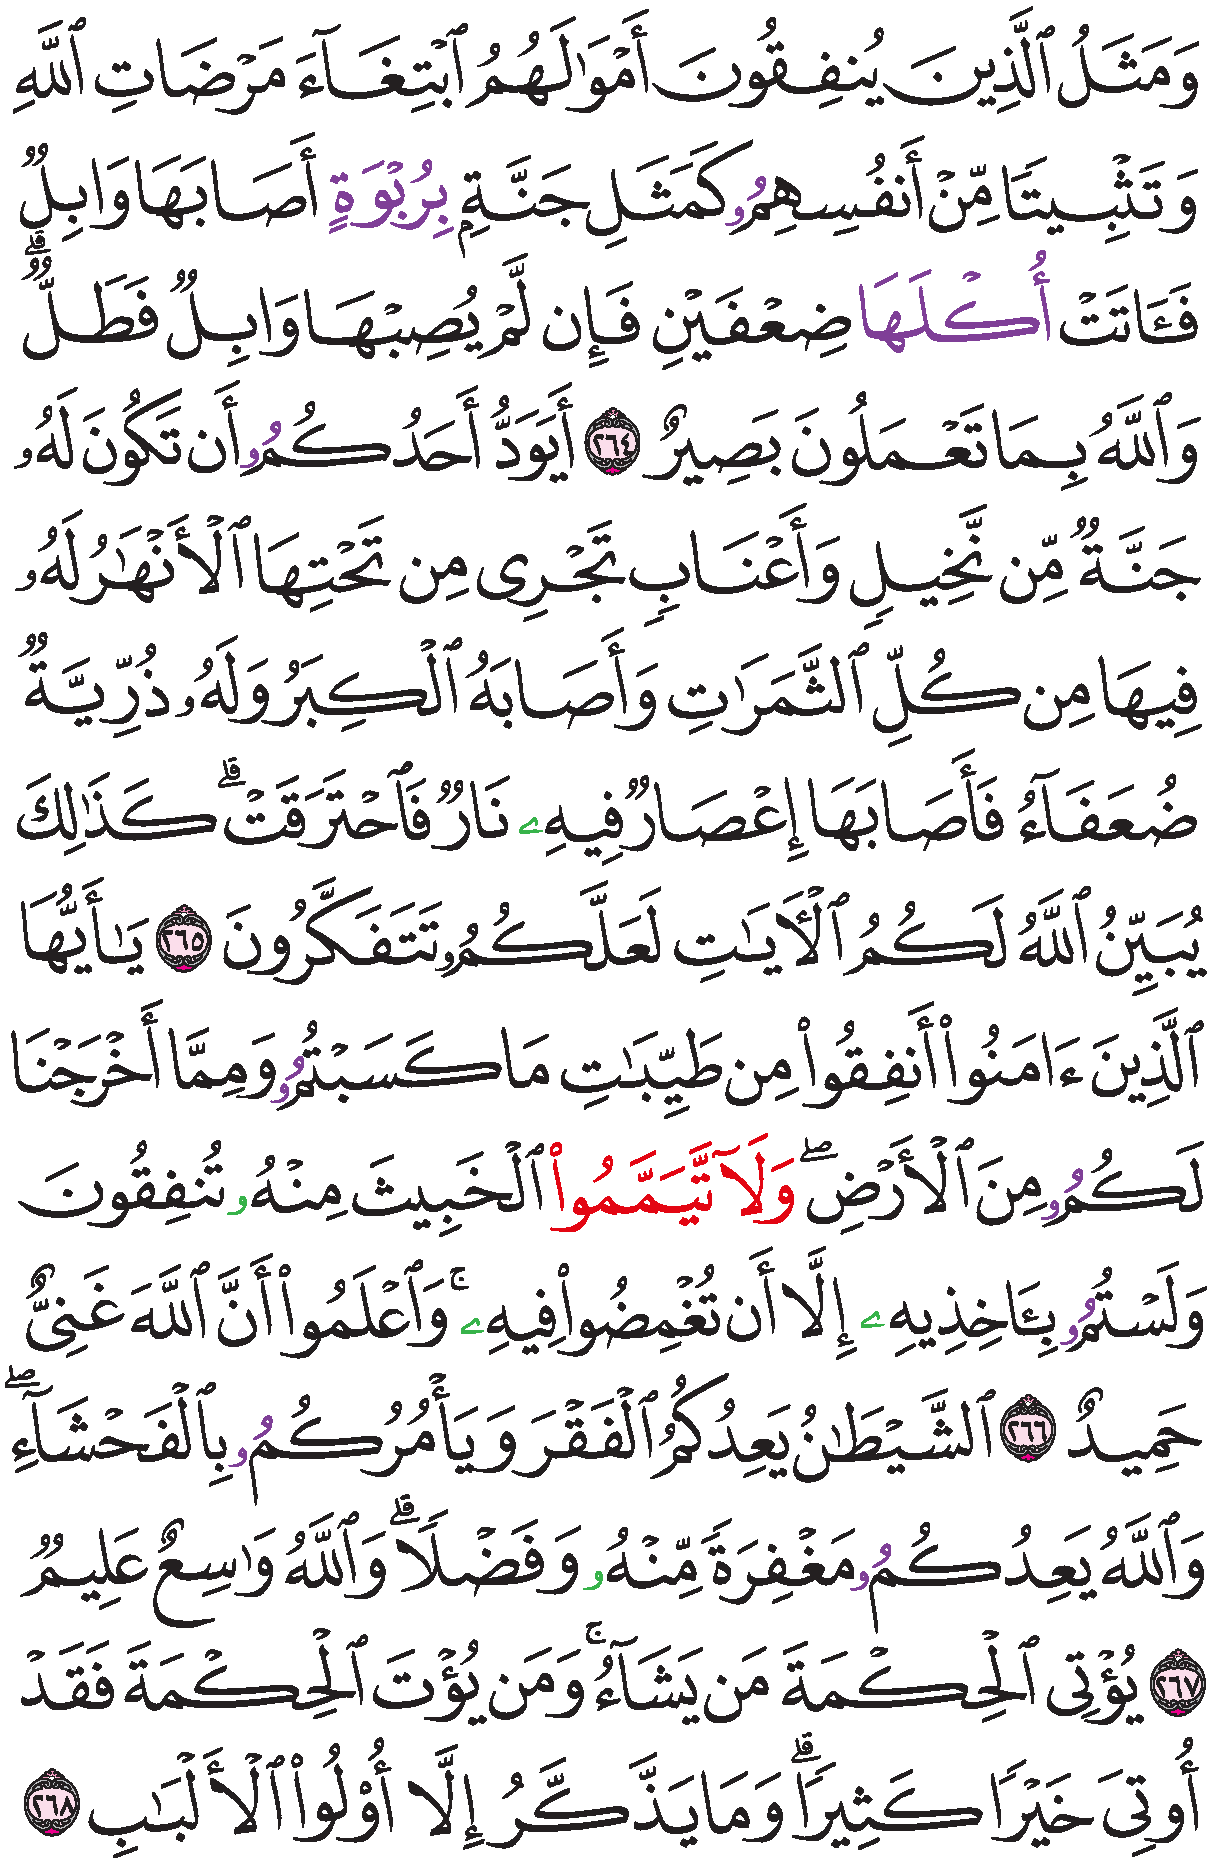 وَمَثَلُ ٱلَّذِينَ يُنفِقُونَ أَمۡوَٰلَهُمُ ٱبۡتِغَآءَ مَرۡضَاتِ ٱللَّهِ
وَتَثۡبِيتٗا مِّنۡ أَنفُسِهِمُۥ كَمَثَلِ جَنَّةِۭ بِرُبۡوَةٍ أَصَابَهَا وَابِلٞ
فَـَٔاتَتۡ أُكۡلَهَا ضِعۡفَيۡنِ فَإِن لَّمۡ يُصِبۡهَا وَابِلٞ فَطَلّٞۗ
وَٱللَّهُ بِمَا تَعۡمَلُونَ بَصِيرٌ ٢٦٤ أَيَوَدُّ أَحَدُكُمُۥ أَن تَكُونَ لَهُۥ
جَنَّةٞ مِّن نَّخِيلٖ وَأَعۡنَابٖ تَجۡرِي مِن تَحۡتِهَا ٱلۡأَنۡهَٰرُ لَهُۥ
فِيهَا مِن كُلِّ ٱلثَّمَرَٰتِ وَأَصَابَهُ ٱلۡكِبَرُ وَلَهُۥ ذُرِّيَّةٞ
ضُعَفَآءُ فَأَصَابَهَا إِعۡصَارٞ فِيهِۦ نَارٞ فَٱحۡتَرَقَتۡۗ كَذَٰلِكَ
يُبَيِّنُ ٱللَّهُ لَكُمُ ٱلۡأٓيَٰتِ لَعَلَّكُمُۥ تَتَفَكَّرُونَ ٢٦٥ يَٰٓأَيُّهَا
ٱلَّذِينَ ءَامَنُوٓاْ أَنفِقُواْ مِن طَيِّبَٰتِ مَا كَسَبۡتُمُۥ وَمِمَّآ أَخۡرَجۡنَا
لَكُمُۥ مِنَ ٱلۡأَرۡضِۖ وَلَآ تَّيَمَّمُواْ ٱلۡخَبِيثَ مِنۡهُۥ تُنفِقُونَ
وَلَسۡتُمُۥ بِـَٔاخِذِيهِۦ إِلَّآ أَن تُغۡمِضُواْ فِيهِۦۚ وَٱعۡلَمُوٓاْ أَنَّ ٱللَّهَ غَنِيٌّ
حَمِيدٌ ٢٦٦ ٱلشَّيۡطَٰنُ يَعِدُكُمُ ٱلۡفَقۡرَ وَيَأۡمُرُكُمُۥ بِٱلۡفَحۡشَآءِۖ
وَٱللَّهُ يَعِدُكُمُۥ مَغۡفِرَةٗ مِّنۡهُۥ وَفَضۡلٗاۗ وَٱللَّهُ وَٰسِعٌ عَلِيمٞ
٢٦٧ يُؤۡتِي ٱلۡحِكۡمَةَ مَن يَشَآءُۚ وَمَن يُؤۡتَ ٱلۡحِكۡمَةَ فَقَدۡ
أُوتِيَ خَيۡرٗا كَثِيرٗاۗ وَمَا يَذَّكَّرُ إِلَّآ أُوْلُواْ ٱلۡأَلۡبَٰبِ ٢٦٨